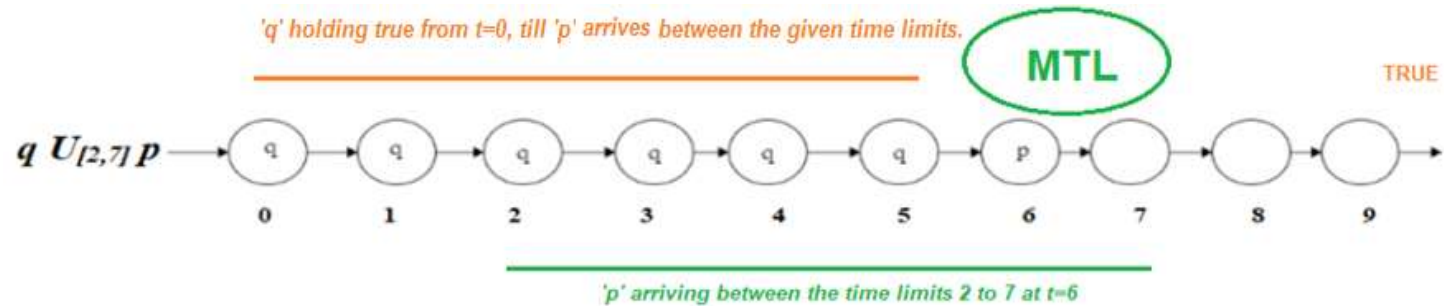 'q' holding true from t=0, till 'p' arrives between the given time limits.
MTL
TRUE
q U[2,7] p
q q q q q q p
0 1 2 3 4 5 6 7 8 9
'p' arriving between the time limits 2 to 7 at t=6